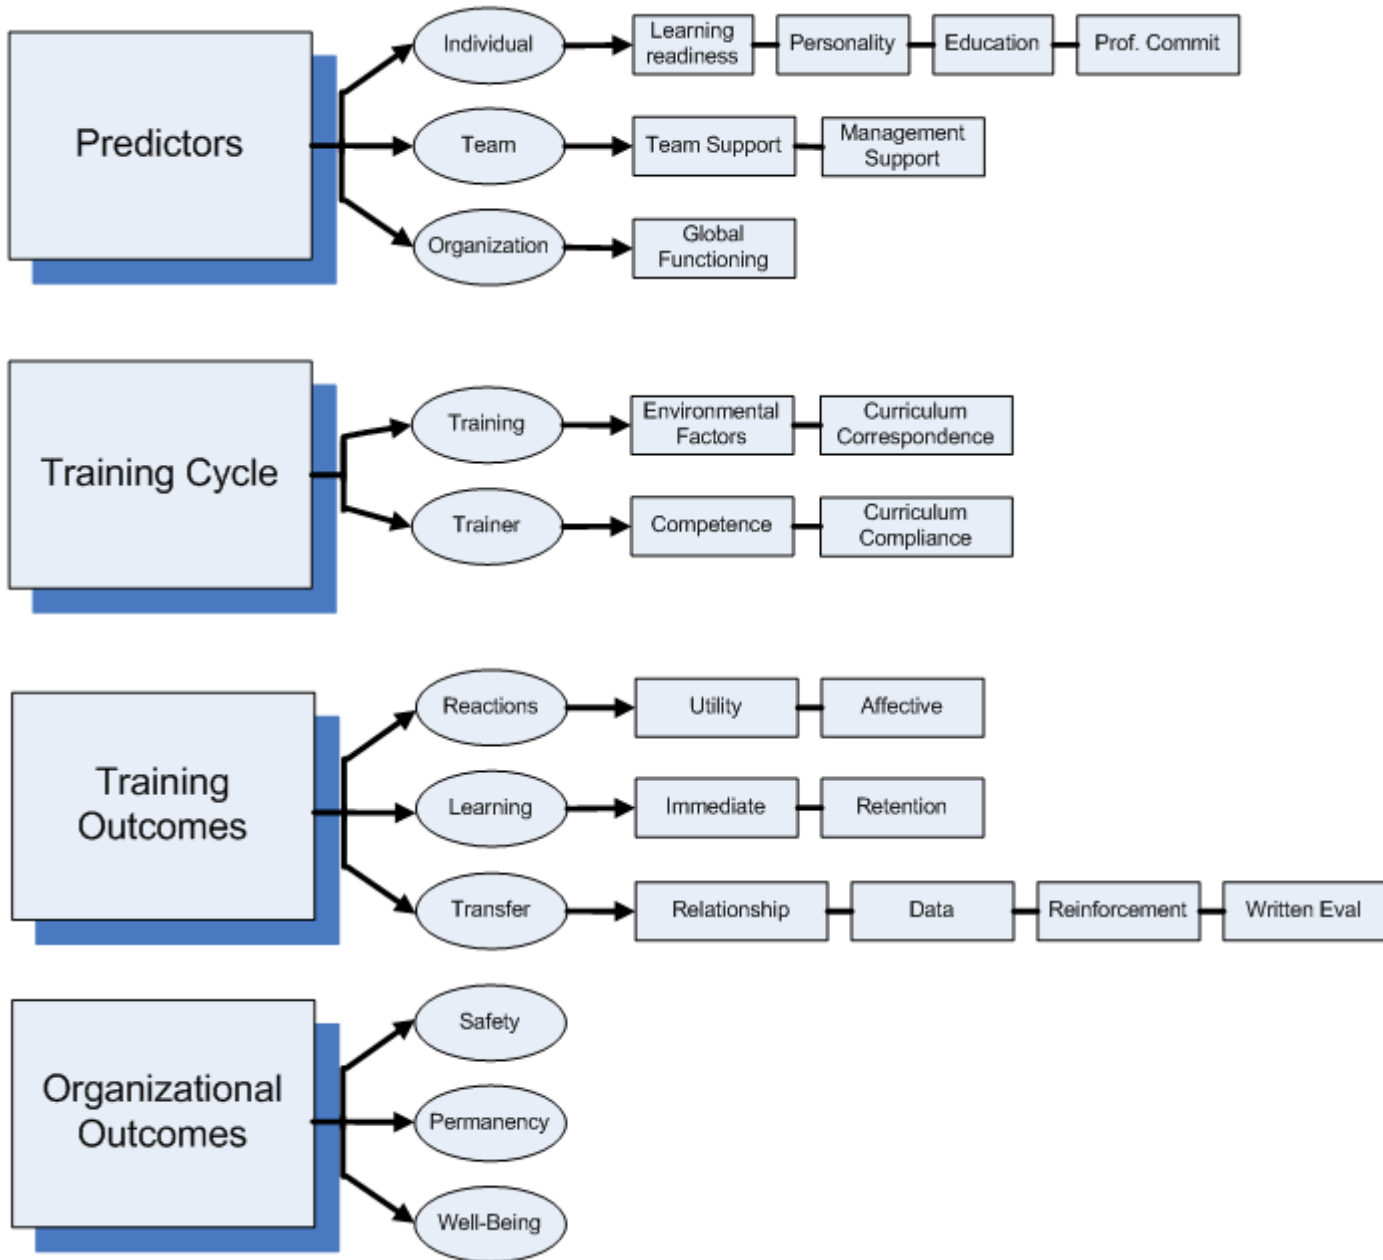 Predictors
Individual
Learning
readiness
Personality
Education
Prof. Commit
Team
Team Support
Management
Support
Organization
Global
Functioning
Training Cycle
Training
Environmental
Factors
Curriculum
Correspondence
Trainer
Competence
Curriculum
Compliance
Training
Outcomes
Reactions
Utility
Affective
Learning
Immediate
Retention
Transfer
Relationship
Data
Reinforcement
Written Eval
Organizational
Outcomes
Safety
Permanency
Well-Being